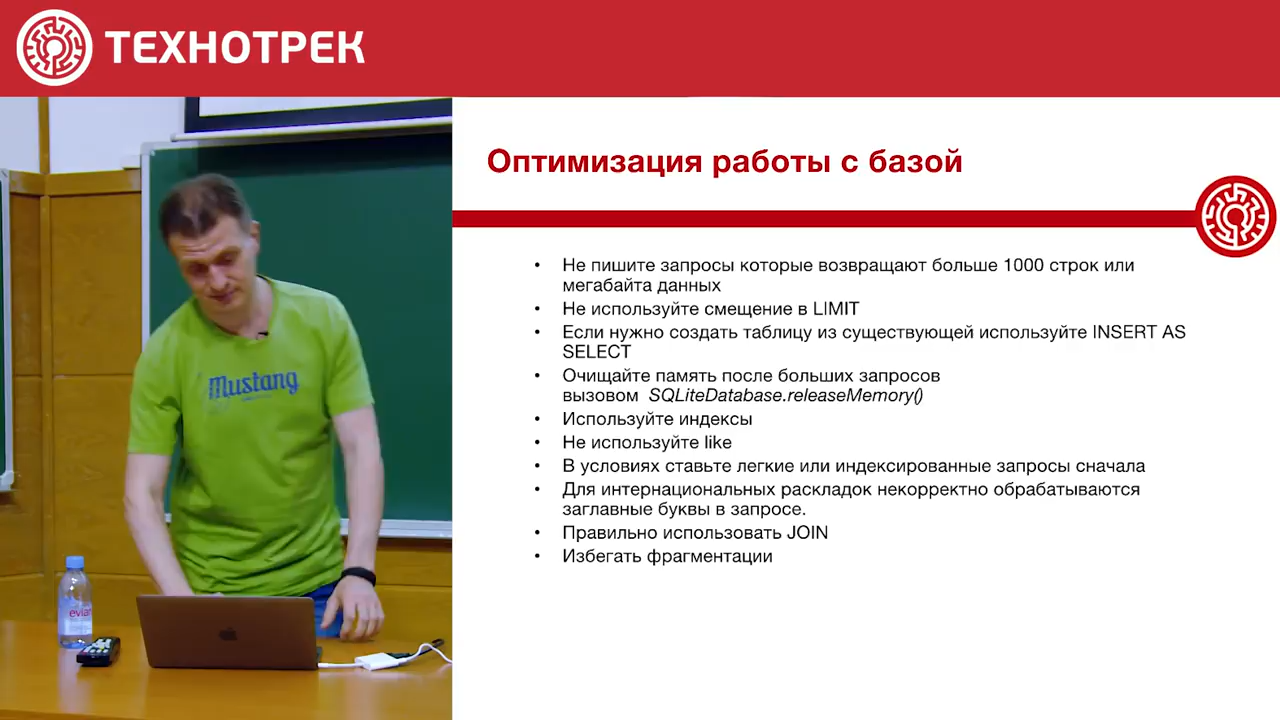 ТЕХНОТРЕК
Оптимизация работы с базой
• Не пишите запросы которые возвращают больше 1000 строк или
мегабайта данных
• Не используйте смещение в LIMIT
• Если нужно создать таблицу из существующей используйте INSERT AS
SELECT
• Очищайте память после больших запросов
вызовом SQLiteDatabase.releaseMemory()
• Используйте индексы
• Не используйте like
• В условиях ставьте легкие или индексированные запросы сначала
• Для интернациональных раскладок некорректно обрабатываются
заглавные буквы в запросе.
• Правильно использовать JOIN
• Избегать фрагментации
Mustang
evian